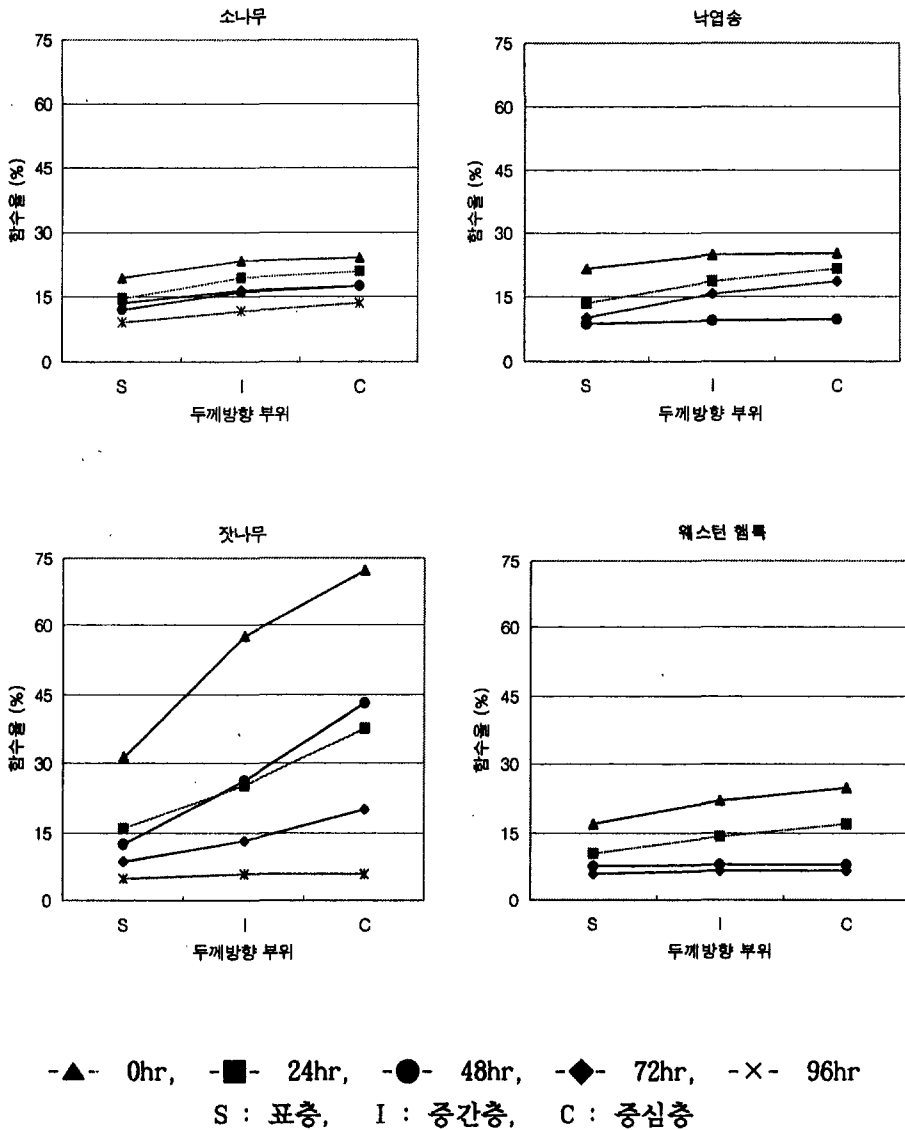 소나무
75
60
45
30
15
0
함수율 (%)
S I C
두께방향 부위
낙엽송
75
60
45
30
15
0
함수율 (%)
S I C
두께방향 부위
잣나무
75
60
45
30
15
0
함수율 (%)
S I C
두께방향 부위
웨스턴 햄록
75
60
45
30
15
0
함수율 (%)
S I C
두께방향 부위
-▲- 0hr, -■- 24hr, -●- 48hr, -◆- 72hr, -×- 96hr
S : 표층, I : 중간층, C : 중심층